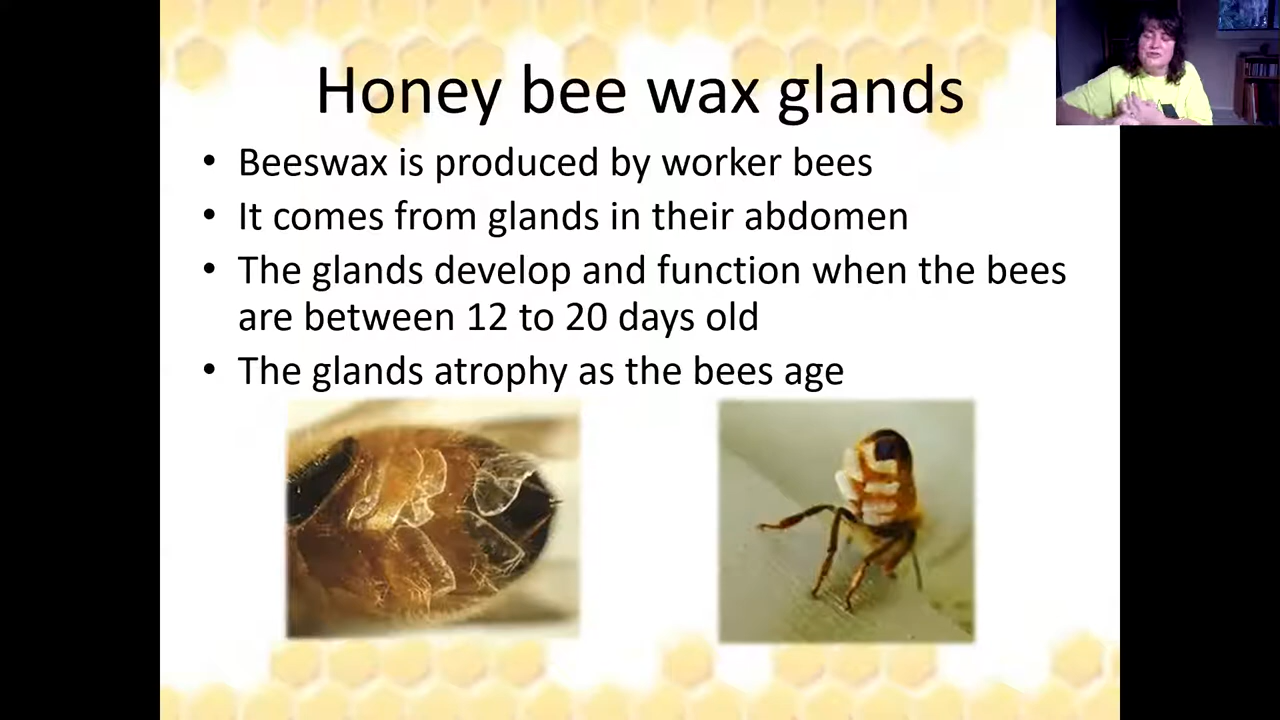 Honey bee wax glands
• Beeswax is produced by worker bees
• It comes from glands in their abdomen
• The glands develop and function when the bees
are between 12 to 20 days old
• The glands atrophy as the bees age